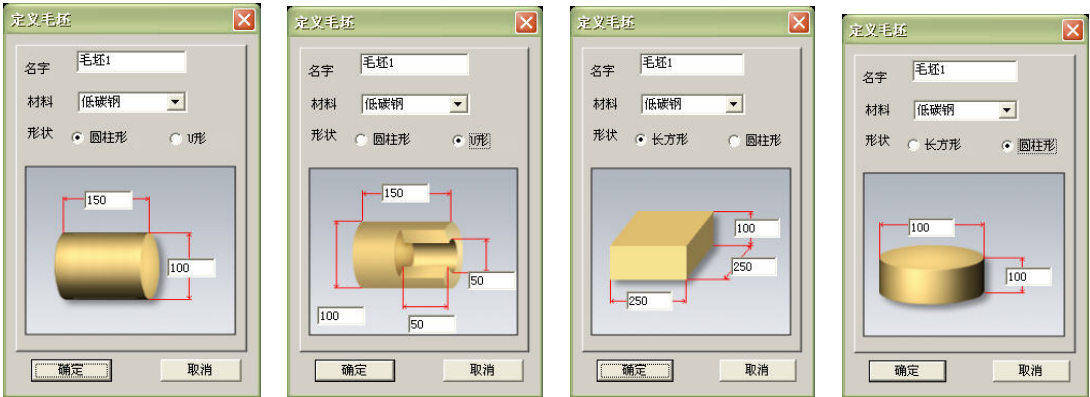 定义毛坯
名字 毛坯1
材料 低碳钢
形状 圆柱形 U形
150
100
确定 取消
定义毛坯
名字 毛坯1
材料 低碳钢
形状 圆柱形 U形
150
50
100
50
确定 取消
定义毛坯
名字 毛坯1
材料 低碳钢
形状 长方形 圆柱形
100
250
250
确定 取消
定义毛坯
名字 毛坯1
材料 低碳钢
形状 长方形 圆柱形
100
100
确定 取消